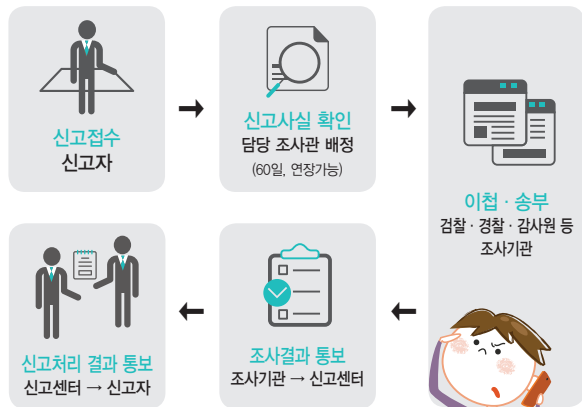 신고접수
신고자
신고사실 확인
담당 조사관 배정
(60일, 연장가능)
이첩 · 송부
검찰 · 경찰 · 감사원 등
조사기관
조사결과 통보
조사기관 → 신고센터
신고처리 결과 통보
신고센터 → 신고자